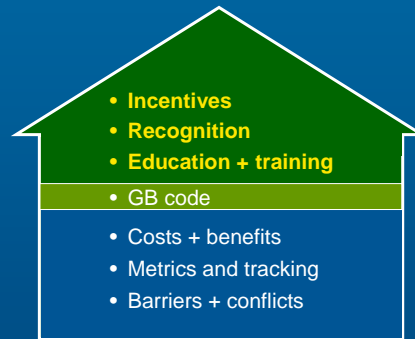 • Incentives
• Recognition
• Education + training
• GB code
• Costs + benefits
• Metrics and tracking
• Barriers + conflicts